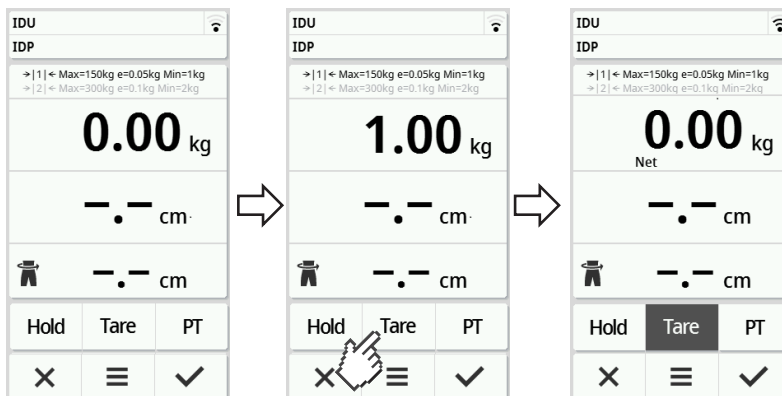 IDU
IDP
→|1|← Max=150kg e=0.05kg Min=1kg
→|2|← Max=300kg e=0.1kg Min=2kg
0.00 kg
-.- cm
-.- cm
Hold Tare PT
IDU
IDP
→|1|← Max=150kg e=0.05kg Min=1kg
→|2|← Max=300kg e=0.1kg Min=2kg
1.00 kg
-.- cm
-.- cm
Hold Tare PT
IDU
IDP
→|1|← Max=150kg e=0.05kg Min=1kg
→|2|← Max=300kg e=0.1kg Min=2kg
0.00 kg
Net
-.- cm
-.- cm
Hold Tare PT